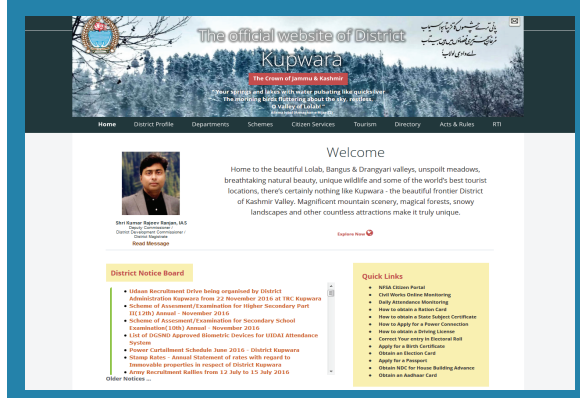 The official website of District
Kupwara
The Crown of Jammu & Kashmir
"Your springs and lakes with water pulsating like quicksilver
The morning birds fluttering about the sky, restless,
O Valley of Lolab! "
Home District Profile Departments Schemes Citizen Services Tourism Directory Acts & Rules RTI
Welcome
Home to the beautiful Lolab, Bangus & Drangyari valleys, unspoilt meadows,
breathtaking natural beauty, unique wildlife and some of the world's best tourist
locations, there's certainly nothing like Kupwara - the beautiful frontier District
of Kashmir Valley. Magnificent mountain scenery, magical forests, snowy
landscapes and other countless attractions make it truly unique.
Explore Now
Shri Kumar Rajeev Ranjan, IAS
Deputy Commissioner /
District Development Commissioner /
District Magistrate
Read Message
District Notice Board
Udaan Recruitment Drive being organised by District
Administration Kupwara from 22 November 2016 at TRC Kupwara
Scheme of Assesment/Examination for Higher Secondary Part
II(12th) Annual - November 2016
Scheme of Assesment/Examination for Secondary School
Examination(10th) Annual - November 2016
List of DGSND Approved Biometric Devices for UIDAI Attendance
System
Power Curtailment Schedule June 2016 - District Kupwara
Stamp Rates - Annual Statement of rates with regard to
Immovable properties in respect of District Kupwara
Army Recruitment Rallies from 12 July to 15 July 2016
Older Notices ...
Quick Links
NFSA Citizen Portal
Civil Works Online Monitoring
Daily Attendance Monitoring
How to obtain a Ration Card
How to obtain a State Subject Certificate
How to Apply for a Power Connection
How to obtain a Driving License
Correct Your entry in Electoral Roll
Apply for a Birth Certificate
Obtain an Election Card
Apply for a Passport
Obtain NDC for House Building Advance
Obtain an Aadhaar Card